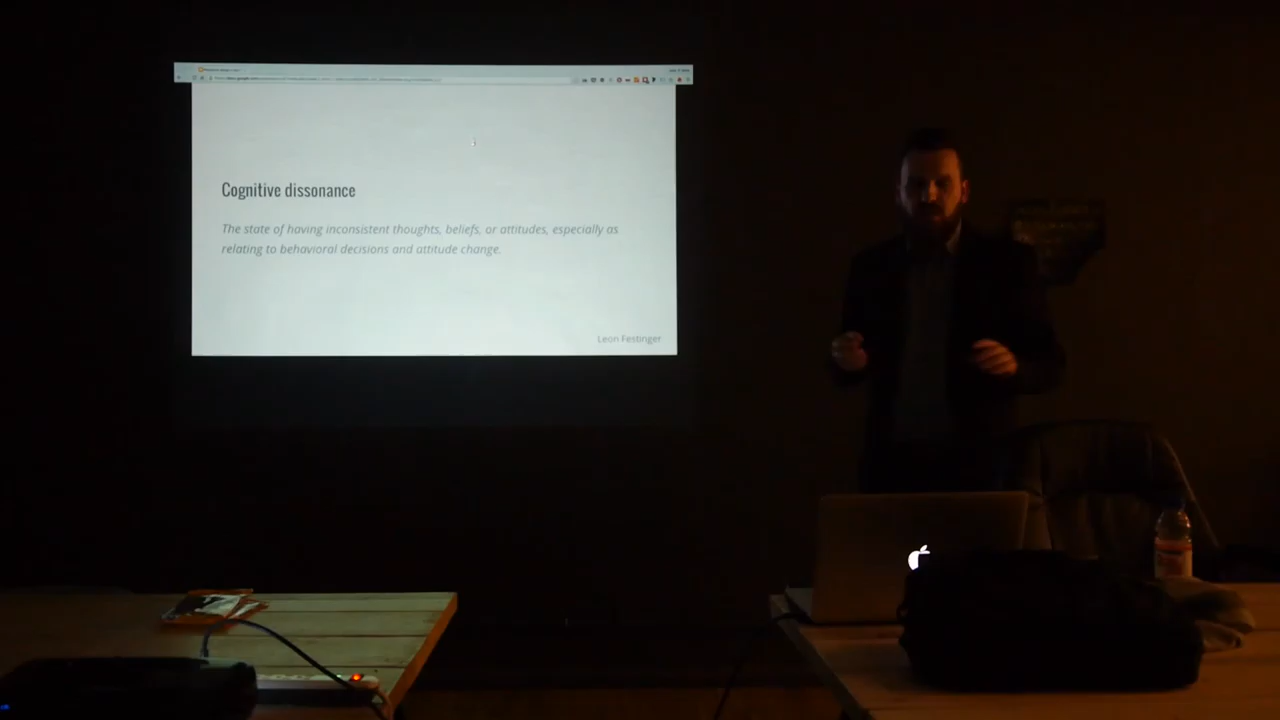 Cognitive dissonance
The state of having inconsistent thoughts, beliefs, or attitudes, especially as
relating to behavioral decisions and attitude change.
Leon Festinger